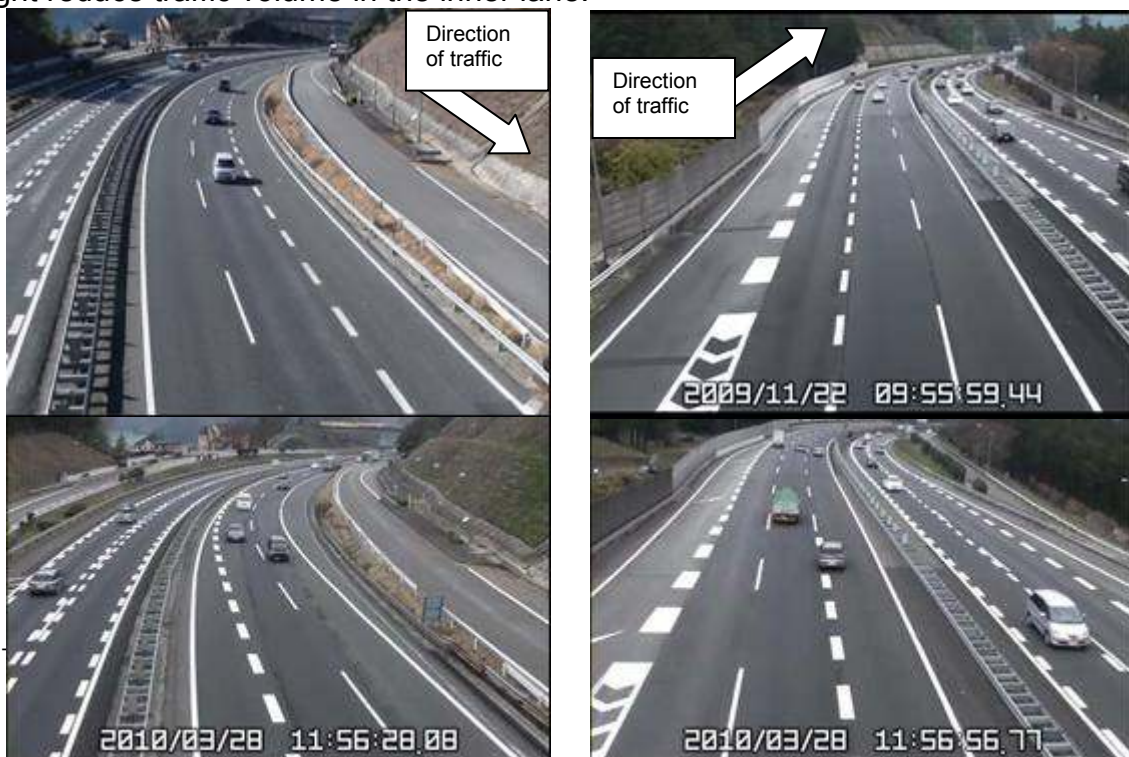 ght reduce traffic volume in the inner lane.
Direction
of traffic
Direction
of traffic
2009/11/22 09:55:59.44
2010/03/28 11:56:28.08
2010/03/28 11:56:56.77